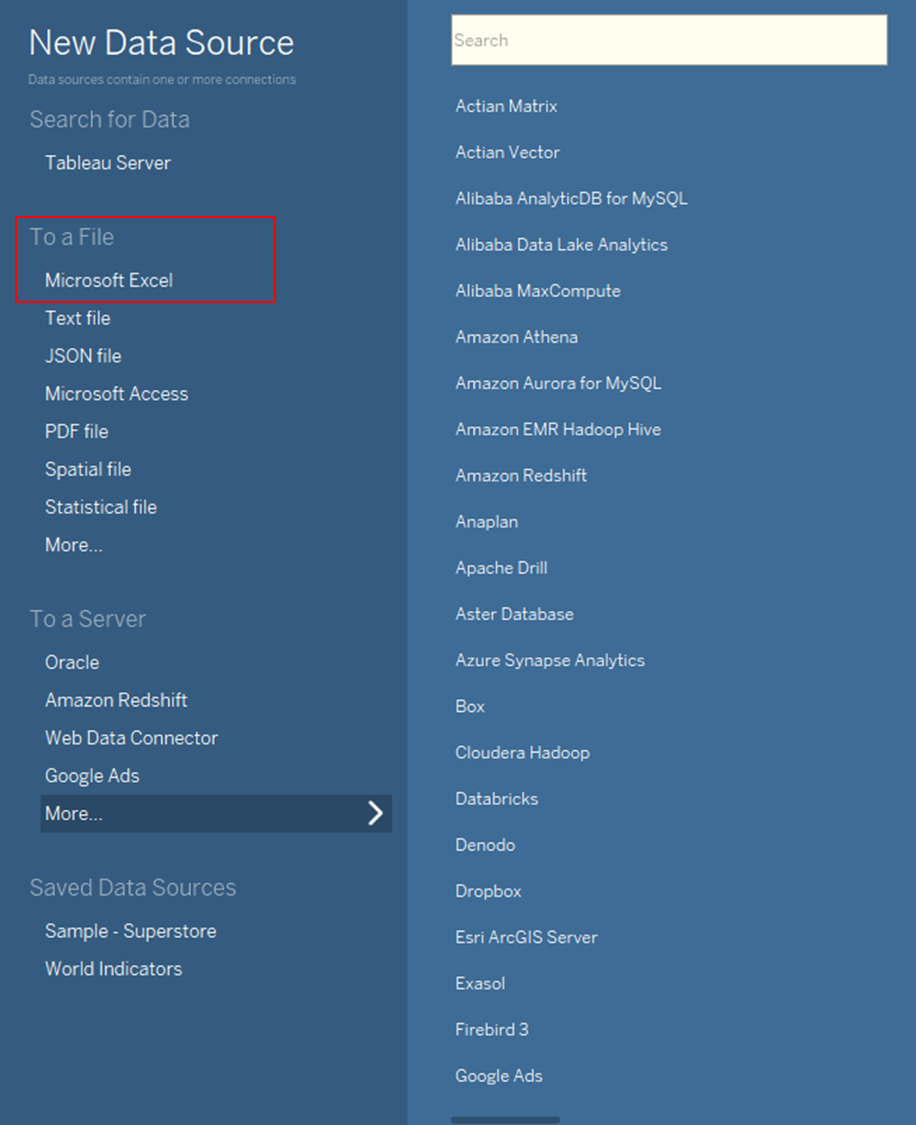 New Data Source
Data sources contain one or more connections
Search for Data
Tableau Server
To a File
Microsoft Excel
Text file
JSON file
Microsoft Access
PDF file
Spatial file
Statistical file
More...
To a Server
Oracle
Amazon Redshift
Web Data Connector
Google Ads
More...
Saved Data Sources
Sample - Superstore
World Indicators
Search
Actian Matrix
Actian Vector
Alibaba AnalyticDB for MySQL
Alibaba Data Lake Analytics
Alibaba MaxCompute
Amazon Athena
Amazon Aurora for MySQL
Amazon EMR Hadoop Hive
Amazon Redshift
Anaplan
Apache Drill
Aster Database
Azure Synapse Analytics
Box
Cloudera Hadoop
Databricks
Denodo
Dropbox
Esri ArcGIS Server
Exasol
Firebird 3
Google Ads